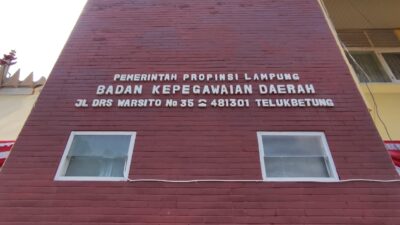 PEMERINTAH PROPINSI LAMPUNG
BADAN KEPEGAWAIAN DAERAH
JL DRS WARSITO No 35 ☎ 481301 TELUKBETUNG